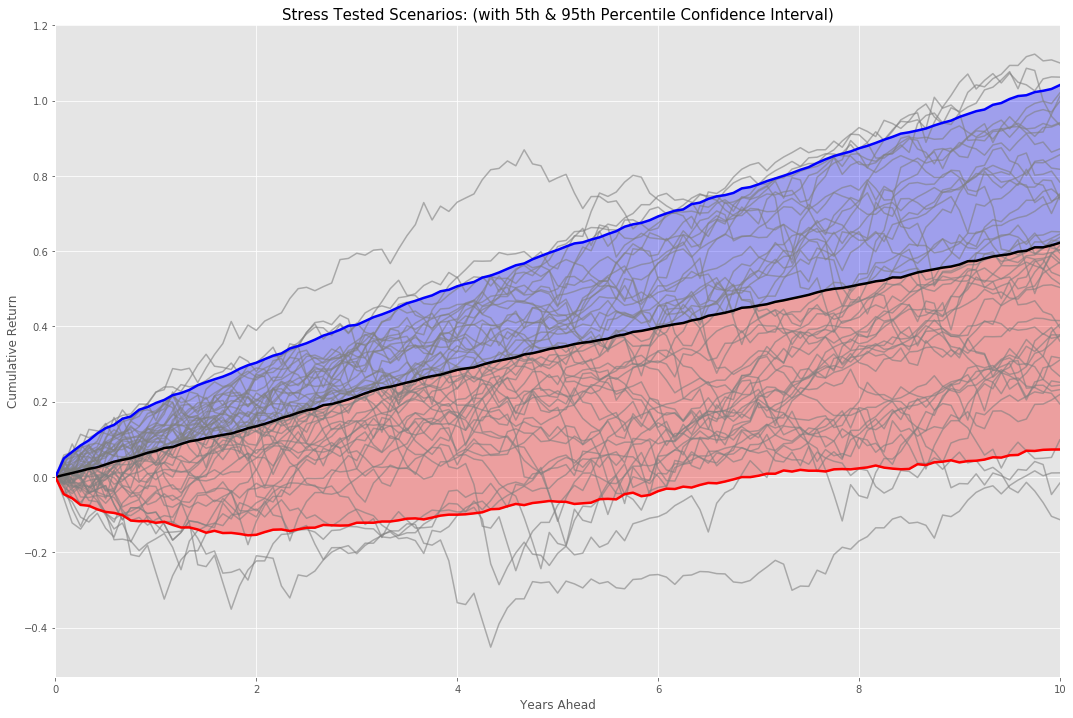 Stress Tested Scenarios: (with 5th & 95th Percentile Confidence Interval)
1.2
1.0
0.8
0.6
0.4
0.2
0.0
−0.2
−0.4
Cumulative Return
0 2 4 6 8 10
Years Ahead